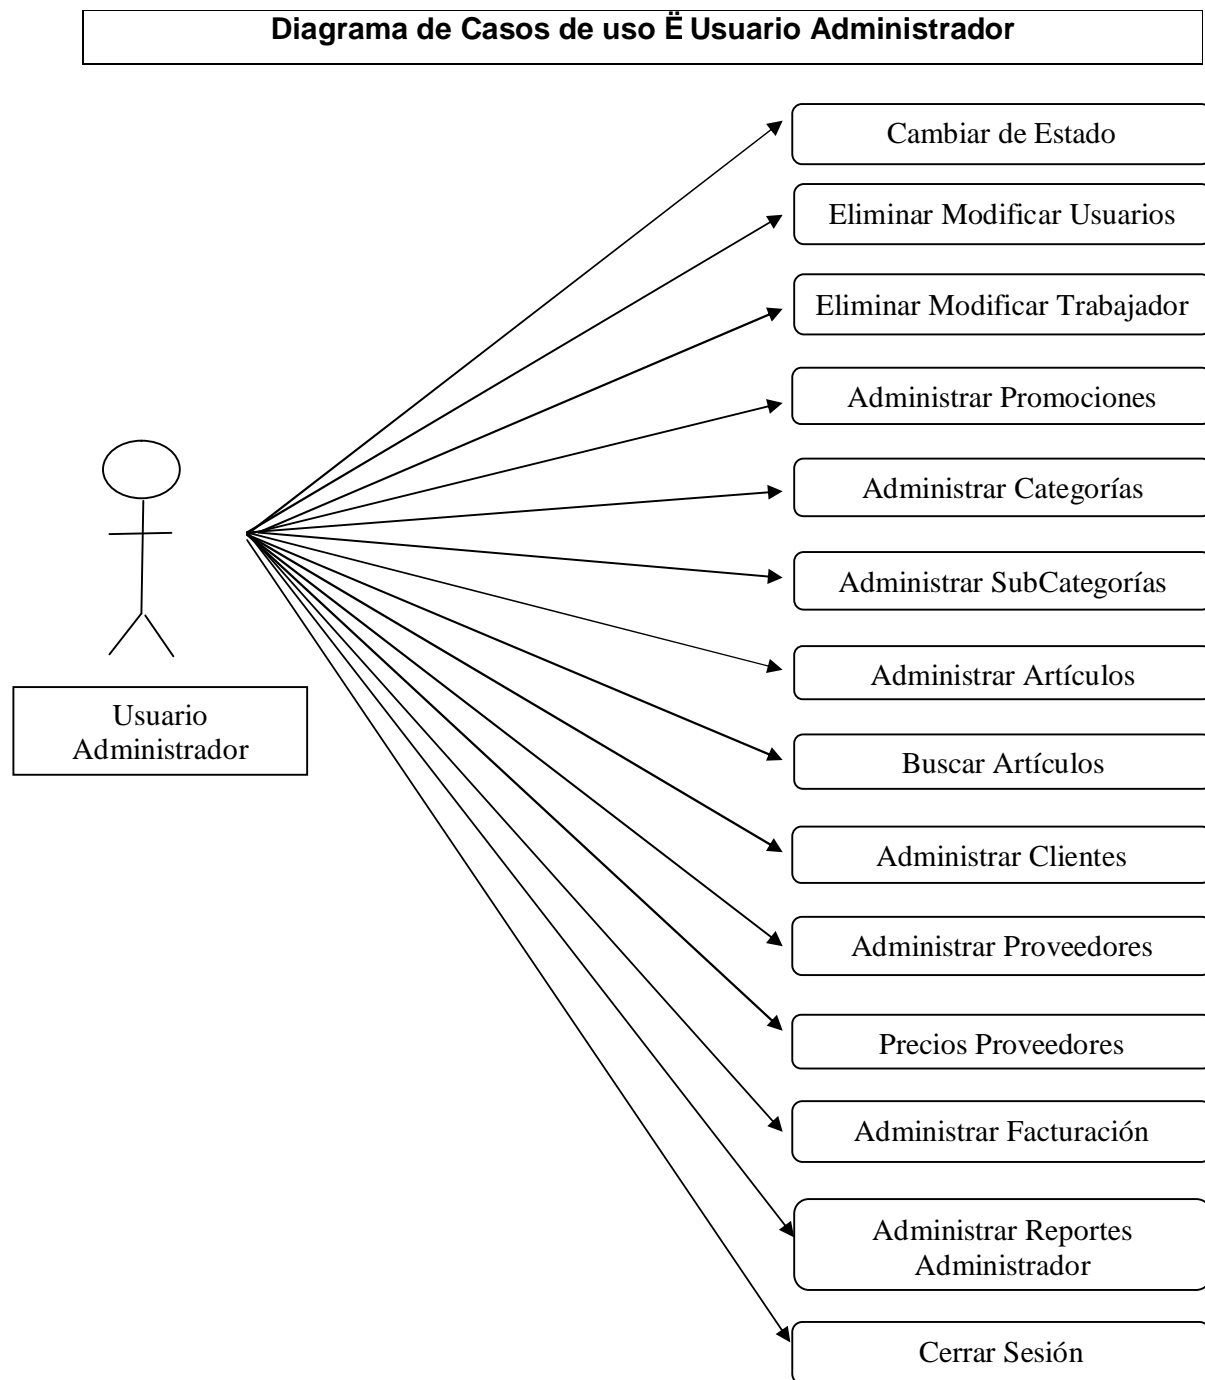 Diagrama de Casos de uso Ë Usuario Administrador
Cambiar de Estado
Eliminar Modificar Usuarios
Eliminar Modificar Trabajador
Administrar Promociones
Administrar Categorías
Administrar SubCategorías
Administrar Artículos
Usuario
Administrador
Buscar Artículos
Administrar Clientes
Administrar Proveedores
Precios Proveedores
Administrar Facturación
Administrar Reportes
Administrador
Cerrar Sesión